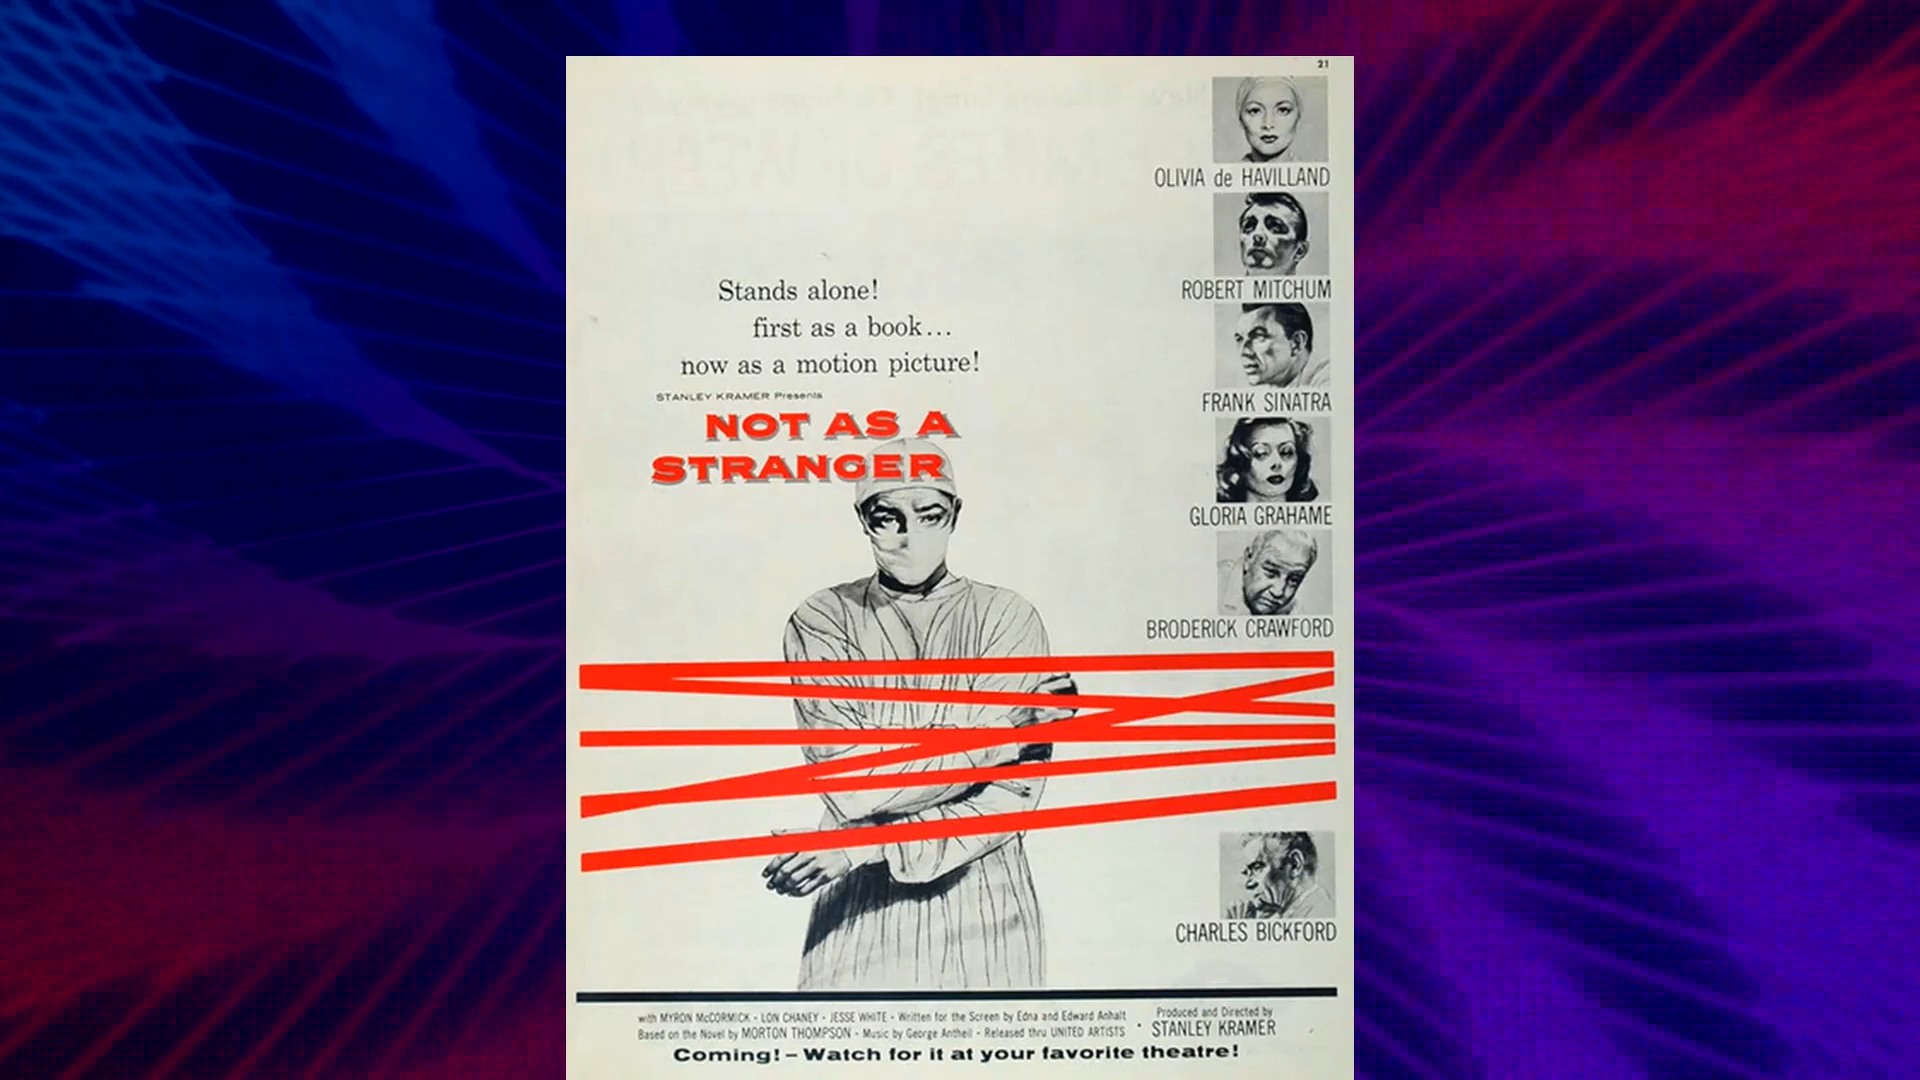 21
OLIVIA de HAVILLAND
ROBERT MITCHUM
FRANK SINATRA
GLORIA GRAHAME
BRODERICK CRAWFORD
CHARLES BICKFORD
Stands alone!
first as a book...
now as a motion picture!
STANLEY KRAMER Presents
NOT AS A
STRANGER
with MYRON McCORMICK - LON CHANEY - JESSE WHITE - Written for the Screen by Edna and Edward Anhalt
Based on the Novel by MORTON THOMPSON - Music by George Antheil - Released thru UNITED ARTISTS
Produced and Directed by
STANLEY KRAMER
Coming! – Watch for it at your favorite theatre!